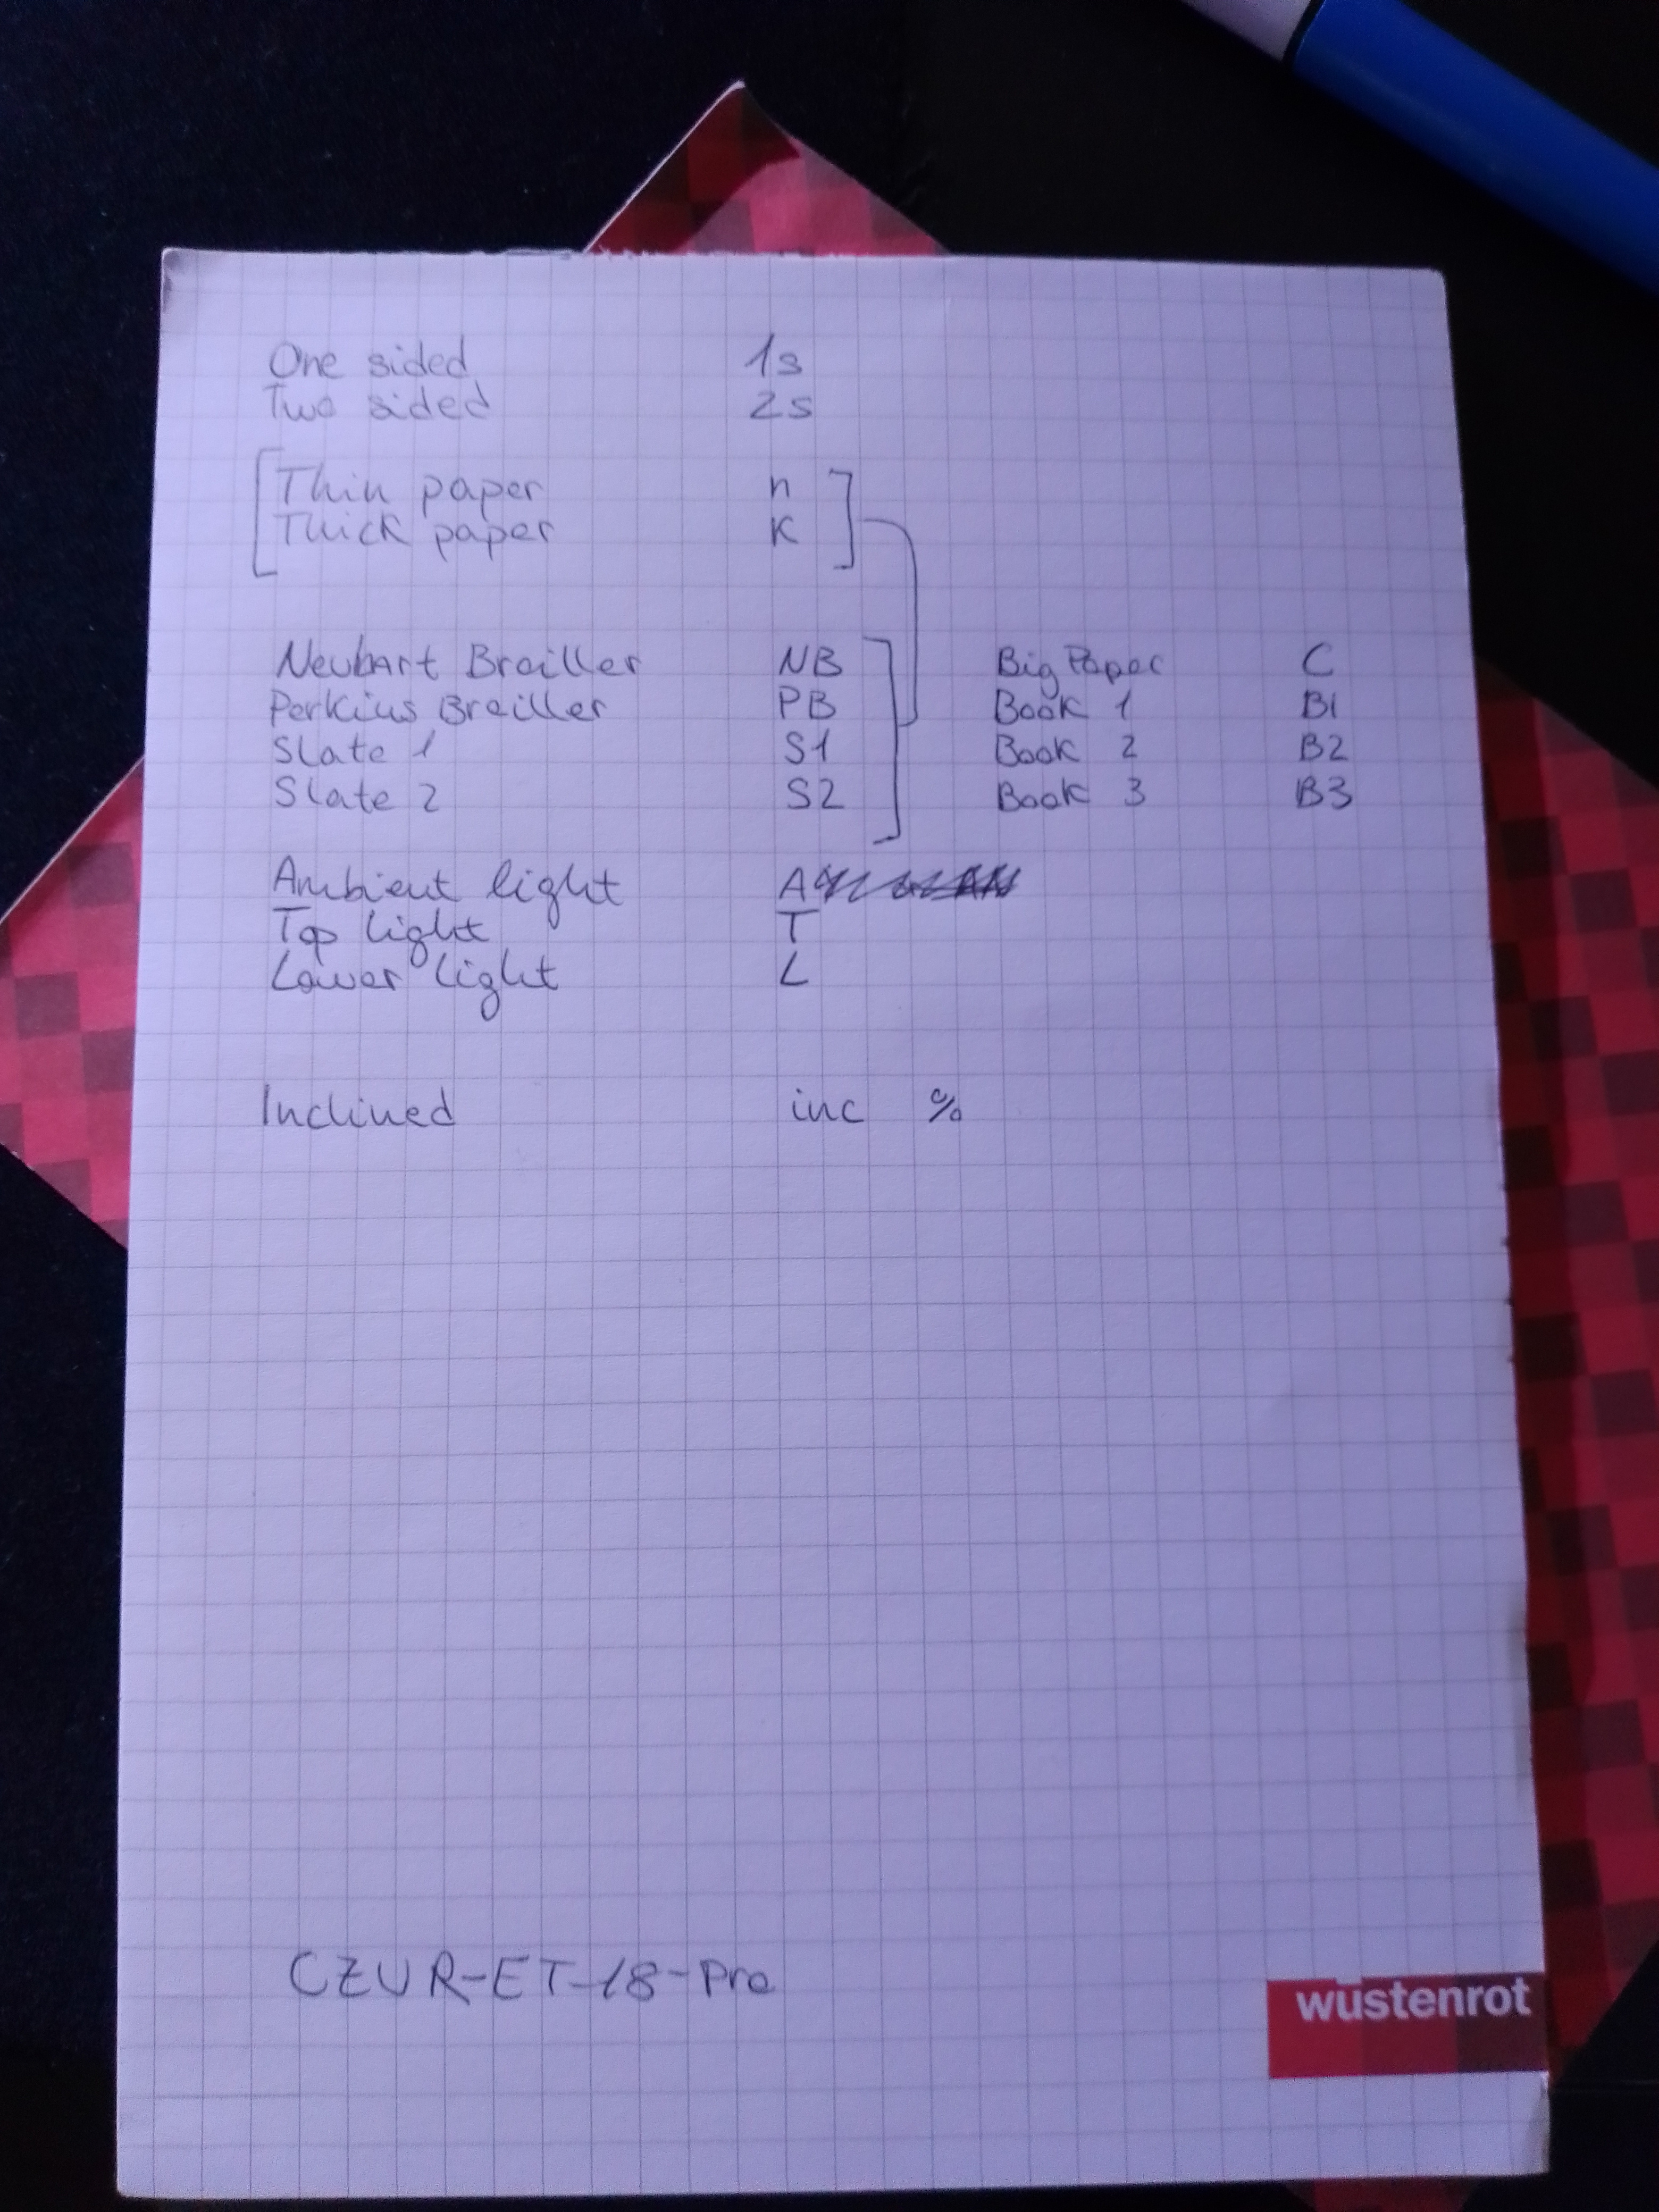 One sided 1s
Two sided 2s
Thin paper n
Thick paper K
Neubart Brailler NB Big Paper C
Perkins Brailler PB Book 1 B1
Slate 1 S1 Book 2 B2
Slate 2 S2 Book 3 B3
Ambient light A
Top light T
Lower light L
Inclined inc %
CZUR-ET-18-Pro
wüstenrot